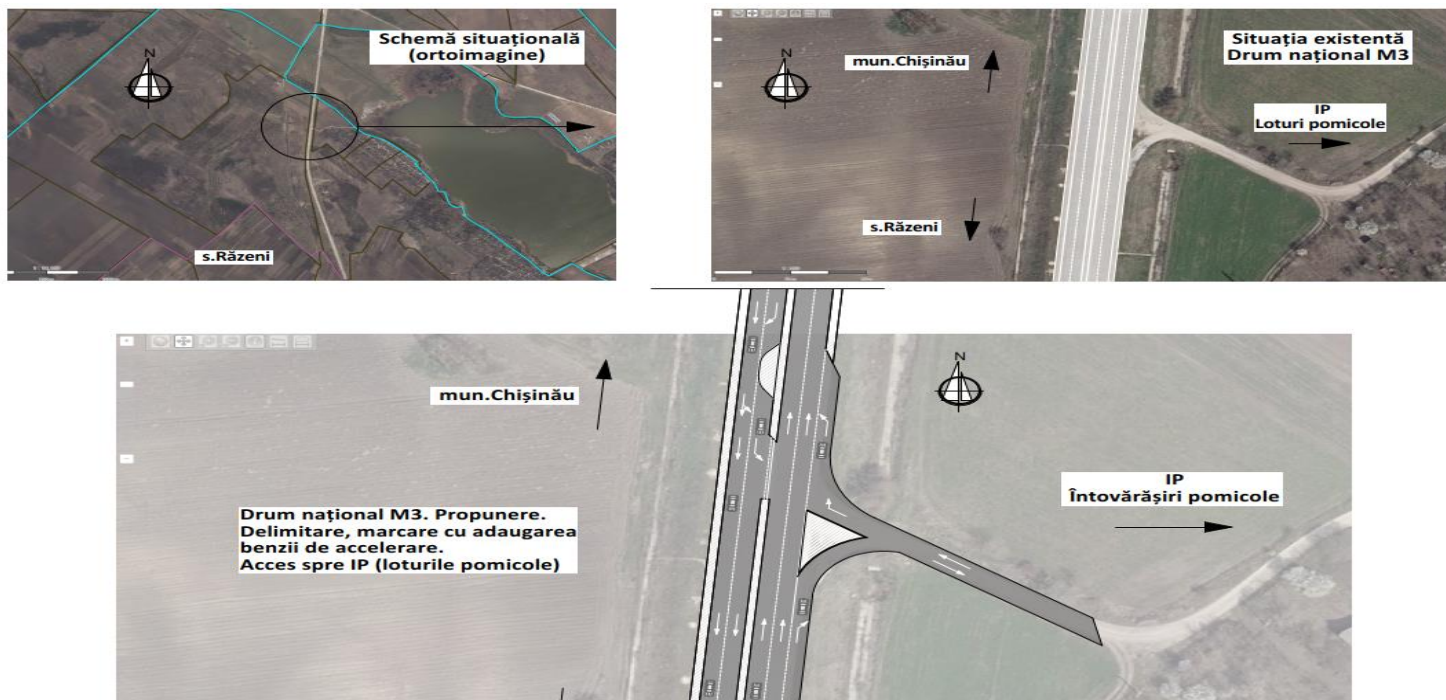 Schemă situațională
(ortoimagine)
N
s.Răzeni
Situația existentă
Drum național M3
mun.Chișinău
N
IP
Loturi pomicole
s.Răzeni
mun.Chișinău
N
IP
Întovărășiri pomicole
Drum național M3. Propunere.
Delimitare, marcare cu adaugarea
benzii de accelerare.
Acces spre IP (loturile pomicole)